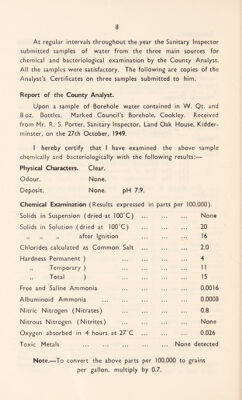 8
At regular intervals throughout the year the Sanitary Inspector
submitted samples of water from the three main sources for
chemical and bacteriological examination by the County Analyst.
All the samples were satisfactory. The following are copies of the
Analyst's Certificates on three samples submitted to him.
Report of the County Analyst.
Upon a sample of Borehole water contained in W. Qt. and
8 oz. Bottles. Marked Council's Borehole, Cookley. Received
from Mr. R. S. Porter, Sanitary Inspector, Land Oak House, Kidder-
minster, on the 27th October, 1949.
I hereby certify that I have examined the above sample
chemically and bacteriologically with the following results:—
Physical Characters. Clear.
Odour. None.
Deposit. None. pH 7.9.
Chemical Examination (Results expressed in parts per 100,000).
Solids in Suspension (dried at 100°C) ... ... ... None
Solids in Solution (dried at 100°C) ... ... ... 20
„ „ „ after Ignition ... ... ... 16
Chlorides calculated as Common Salt ... ... ... 2.0
Hardness Permanent ) ... ... ... 4
„ Temporary ) ... ... ... 11
„ Total ) ... ... ... 15
Free and Saline Ammonia ... ... ... 0.0016
Albuminoid Ammonia ... ... ... ... 0.0008
Nitric Nitrogen (Nitrates) ... ... ... 0.8
Nitrous Nitrogen (Nitrites) ... ... ... None
Oxygen absorbed in 4 hours at 27°C ... ... ... 0.026
Toxic Metals ... ... ... ... ... None detected
Note.—To convert the above parts per 100,000 to grains
per gallon, multiply by 0.7.